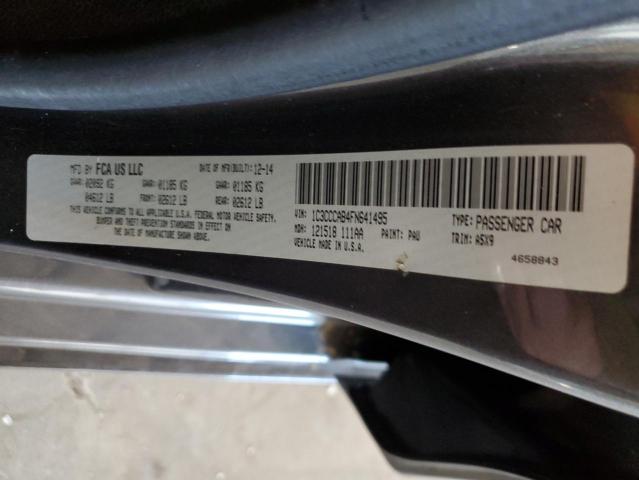 MFD BY FCA US LLC DATE OF MFR(BUILT): 12-14
GVWR: 02092 KG GAWR: 01185 KG GAWR: 01185 KG
04612 LB FRONT: 02612 LB REAR: 02612 LB
THIS VEHICLE CONFORMS TO ALL APPLICABLE U.S.A. FEDERAL MOTOR VEHICLE SAFETY,
BUMPER AND THEFT PREVENTION STANDARDS IN EFFECT ON
THE DATE OF MANUFACTURE SHOWN ABOVE.
VIN: 1C3CCCAB4FN641495 TYPE: PASSENGER CAR
MDH: 121518 111AA PAINT: PAU TRIM: A5X9
VEHICLE MADE IN U.S.A.
4658843